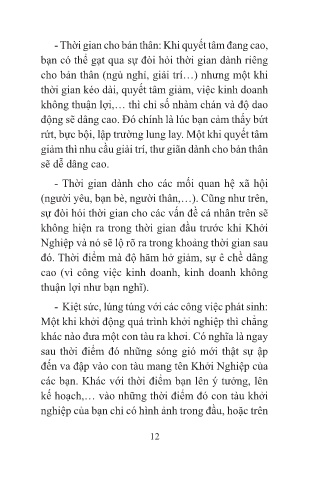 - Thời gian cho bản thân: Khi quyết tâm đang cao,
bạn có thể gạt qua sự đòi hỏi thời gian dành riêng
cho bản thân (ngủ nghỉ, giải trí…) nhưng một khi
thời gian kéo dài, quyết tâm giảm, việc kinh doanh
không thuận lợi,… thì chỉ số nhàm chán và độ dao
động sẽ dâng cao. Đó chính là lúc bạn cảm thấy bứt
rứt, bực bội, lập trường lung lay. Một khi quyết tâm
giảm thì nhu cầu giải trí, thư giãn dành cho bản thân
sẽ dễ dâng cao.
- Thời gian dành cho các mối quan hệ xã hội
(người yêu, bạn bè, người thân,…). Cũng như trên,
sự đòi hỏi thời gian cho các vấn đề cá nhân trên sẽ
không hiện ra trong thời gian đầu trước khi Khởi
Nghiệp và nó sẽ lộ rõ ra trong khoảng thời gian sau
đó. Thời điểm mà độ hăm hở giảm, sự ê chề dâng
cao (vì công việc kinh doanh, kinh doanh không
thuận lợi như bạn nghĩ).
- Kiệt sức, lúng túng với các công việc phát sinh:
Một khi khởi động quá trình khởi nghiệp thì chẳng
khác nào đưa một con tàu ra khơi. Có nghĩa là ngay
sau thời điểm đó những sóng gió mới thật sự ập
đến va đập vào con tàu mang tên Khởi Nghiệp của
các bạn. Khác với thời điểm bạn lên ý tưởng, lên
kế hoạch,… vào những thời điểm đó con tàu khởi
nghiệp của bạn chỉ có hình ảnh trong đầu, hoặc trên
12